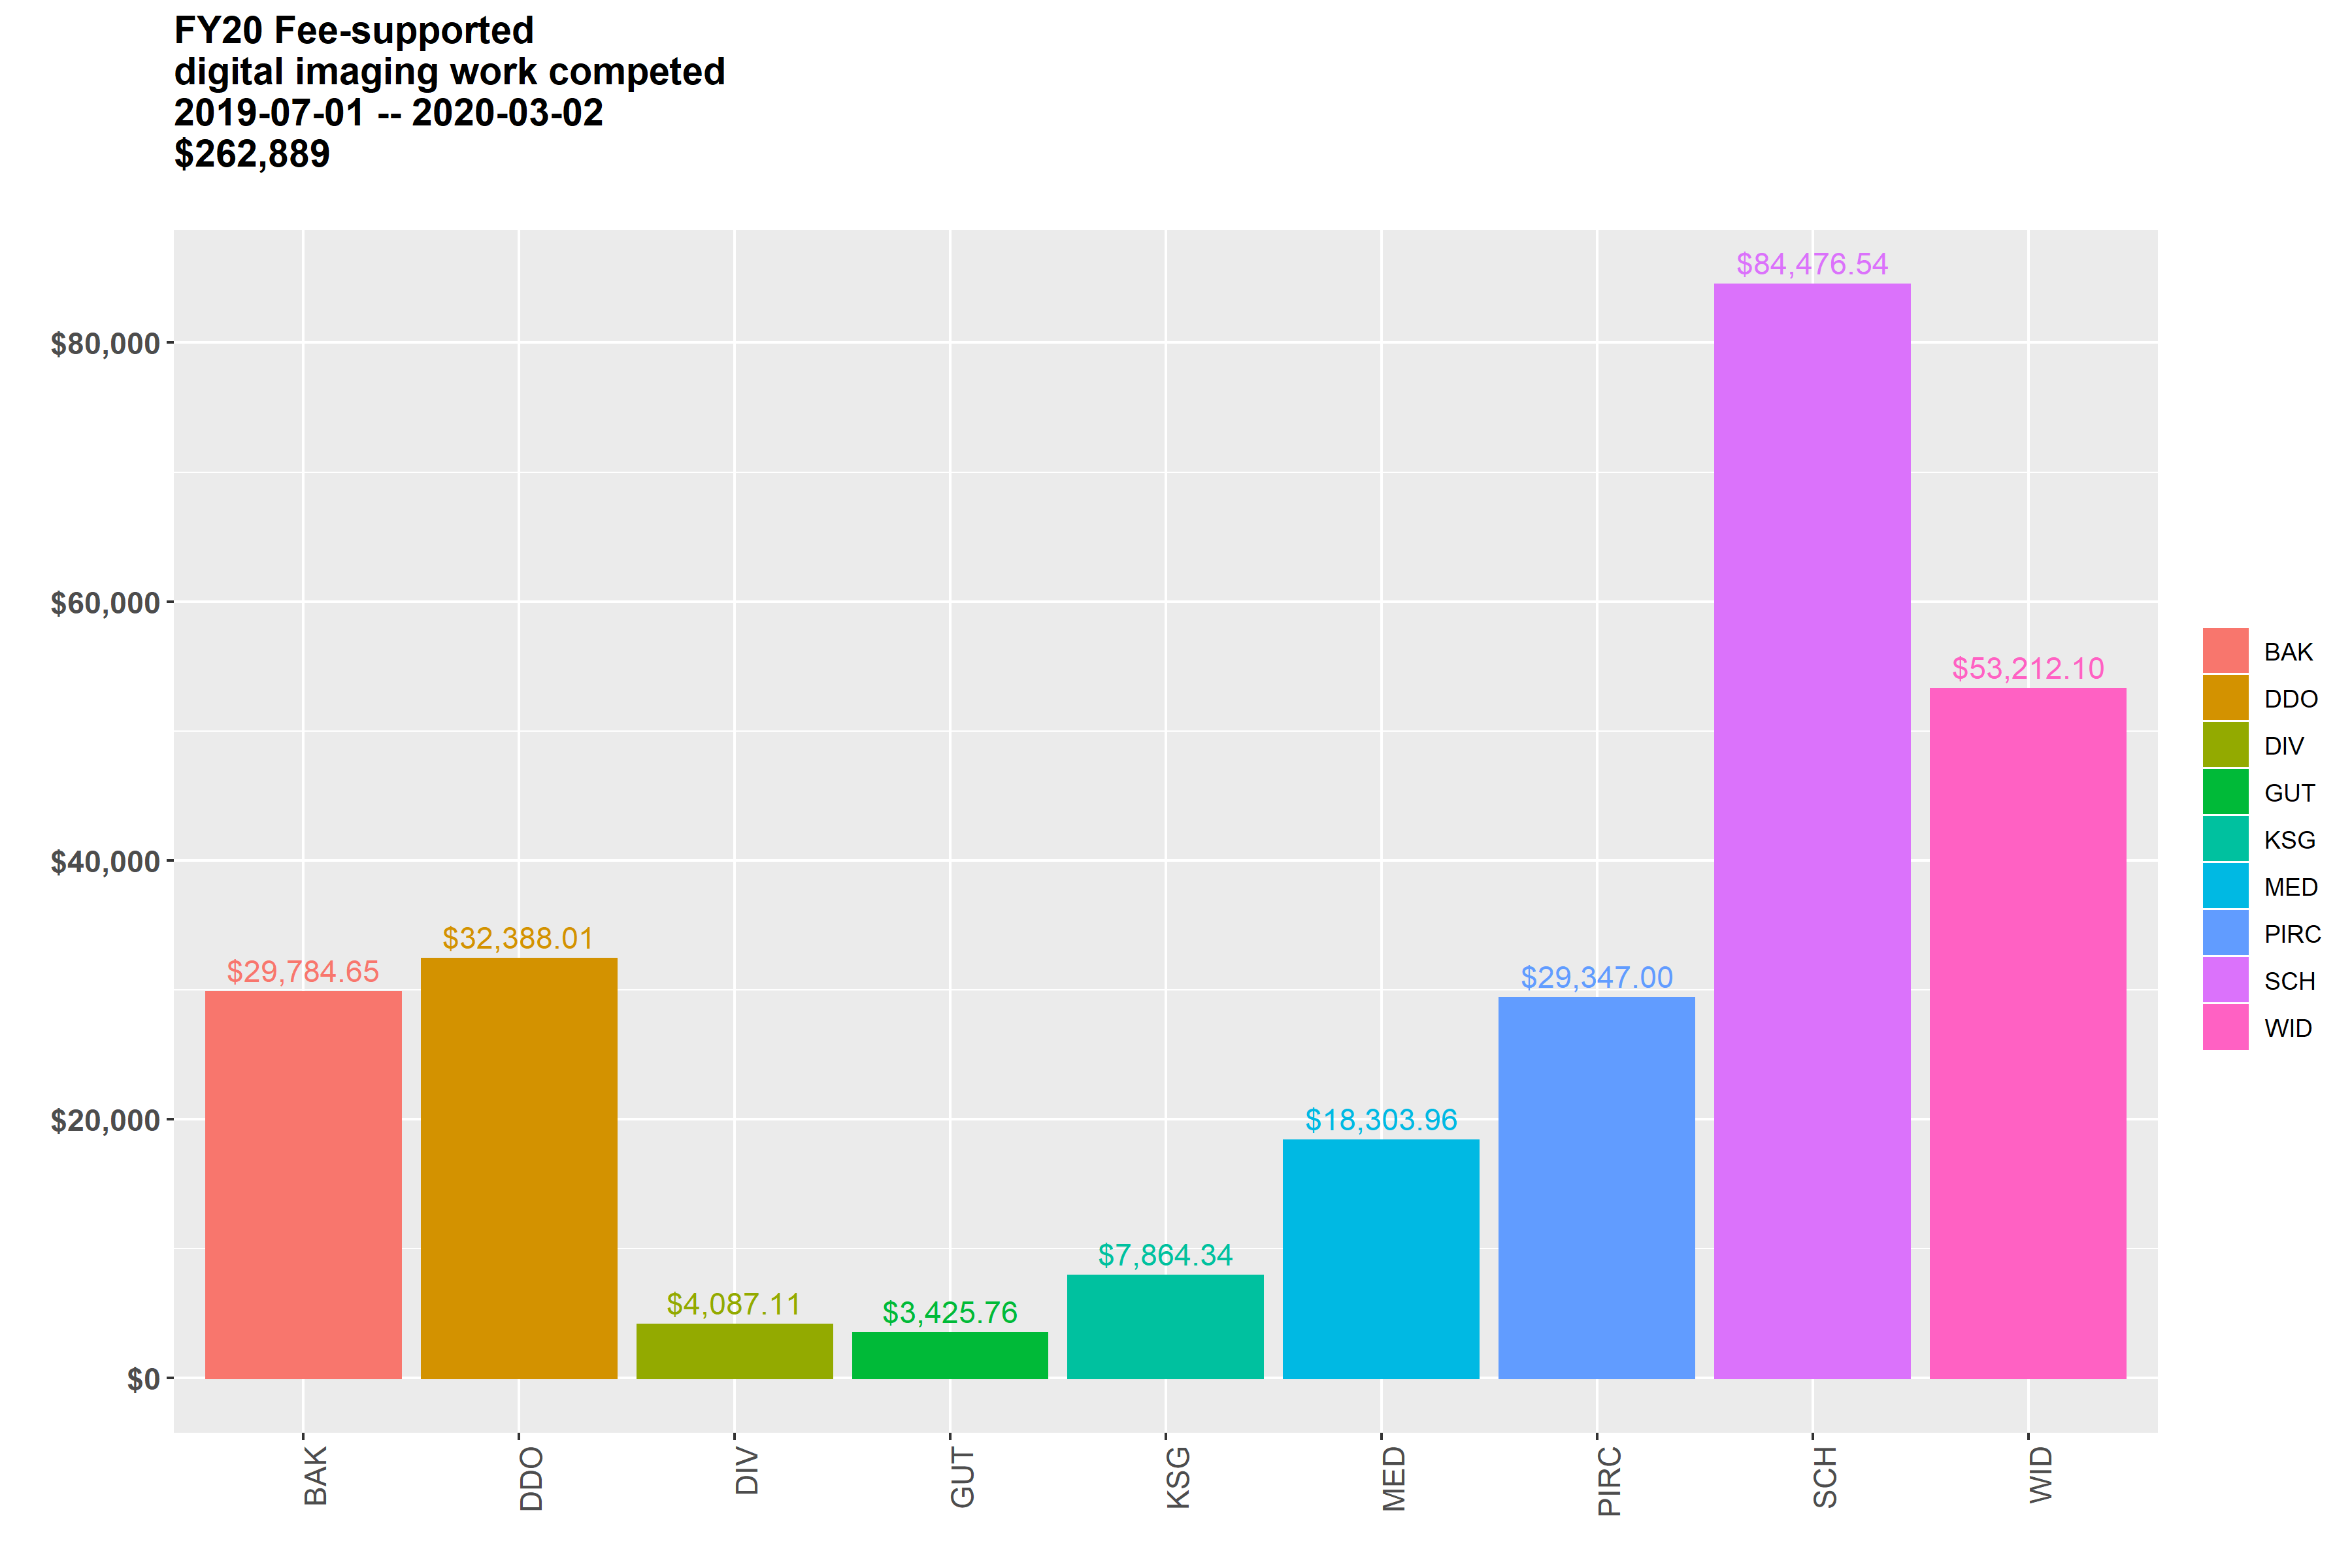 FY20 Fee-supported
digital imaging work competed
2019-07-01 -- 2020-03-02
$262,889
$84,476.54
$80,000
$60,000
$53,212.10
$40,000
$32,388.01
$29,784.65
$29,347.00
$20,000
$18,303.96
$7,864.34
$4,087.11
$3,425.76
$0
BAK
DDO
DIV
GUT
KSG
MED
PIRC
SCH
WID
BAK
DDO
DIV
GUT
KSG
MED
PIRC
SCH
WID